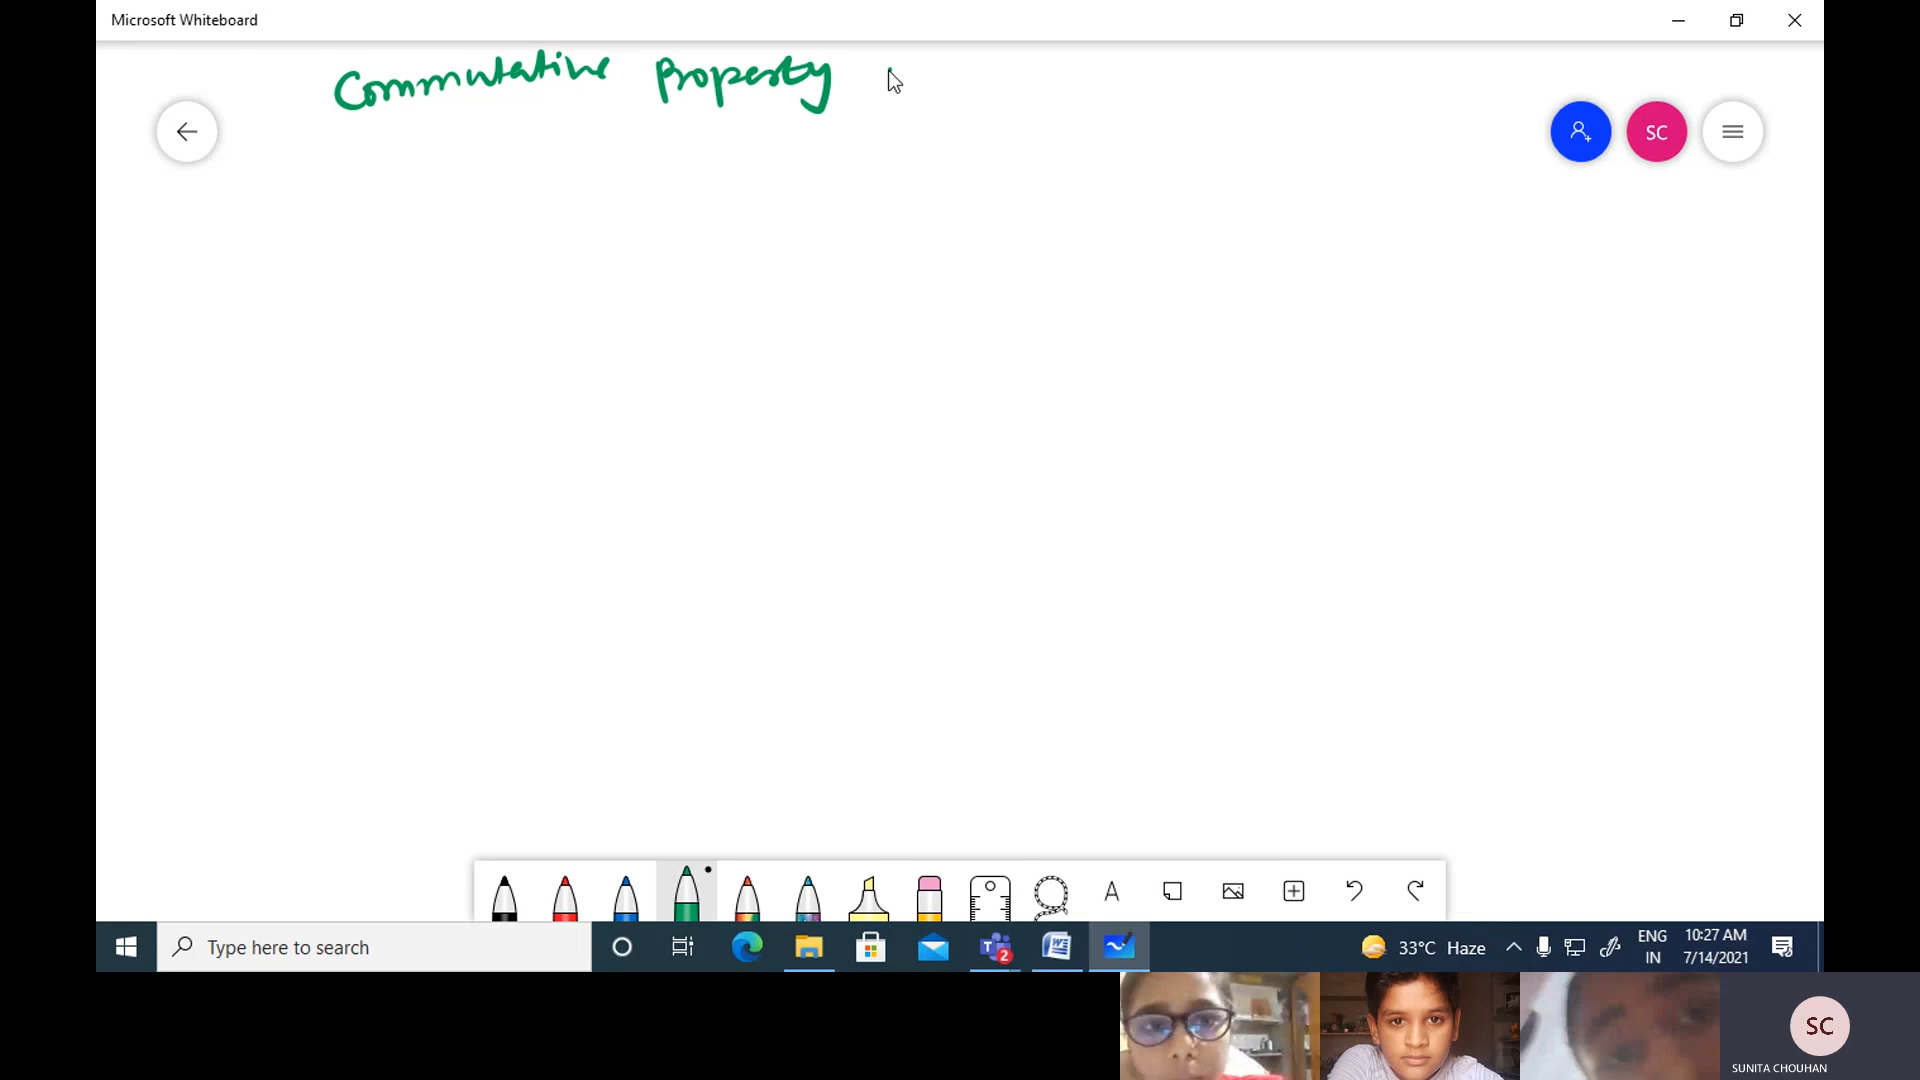 Microsoft Whiteboard
Commutative Property
SC
A
Type here to search
2
33°C Haze
ENG
IN
10:27 AM
7/14/2021
SC
SUNITA CHOUHAN